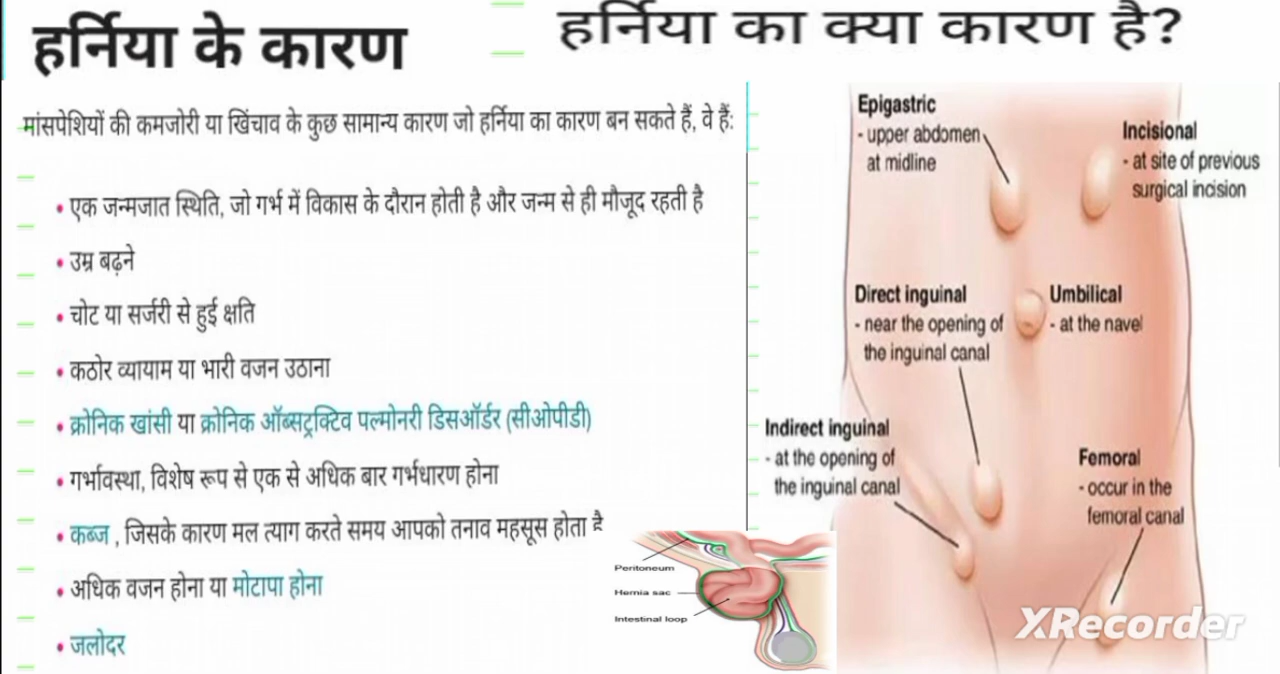 हर्निया के कारण
हर्निया का क्या कारण है?
मांसपेशियों की कमजोरी या खिंचाव के कुछ सामान्य कारण जो हर्निया का कारण बन सकते हैं, वे हैं:
• एक जन्मजात स्थिति, जो गर्भ में विकास के दौरान होती है और जन्म से ही मौजूद रहती है
• उम्र बढ़ने
• चोट या सर्जरी से हुई क्षति
• कठोर व्यायाम या भारी वजन उठाना
• क्रोनिक खांसी या क्रोनिक ऑब्सट्रक्टिव पल्मोनरी डिसऑर्डर (सीओपीडी)
• गर्भावस्था, विशेष रूप से एक से अधिक बार गर्भधारण होना
• कब्ज , जिसके कारण मल त्याग करते समय आपको तनाव महसूस होता है
• अधिक वजन होना या मोटापा होना
• जलोदर
Epigastric
- upper abdomen
at midline
Incisional
- at site of previous
surgical incision
Direct inguinal
- near the opening of
the inguinal canal
Umbilical
- at the navel
Indirect inguinal
- at the opening of
the inguinal canal
Femoral
- occur in the
femoral canal
Peritoneum
Hernia sac
Intestinal loop
XRecorder